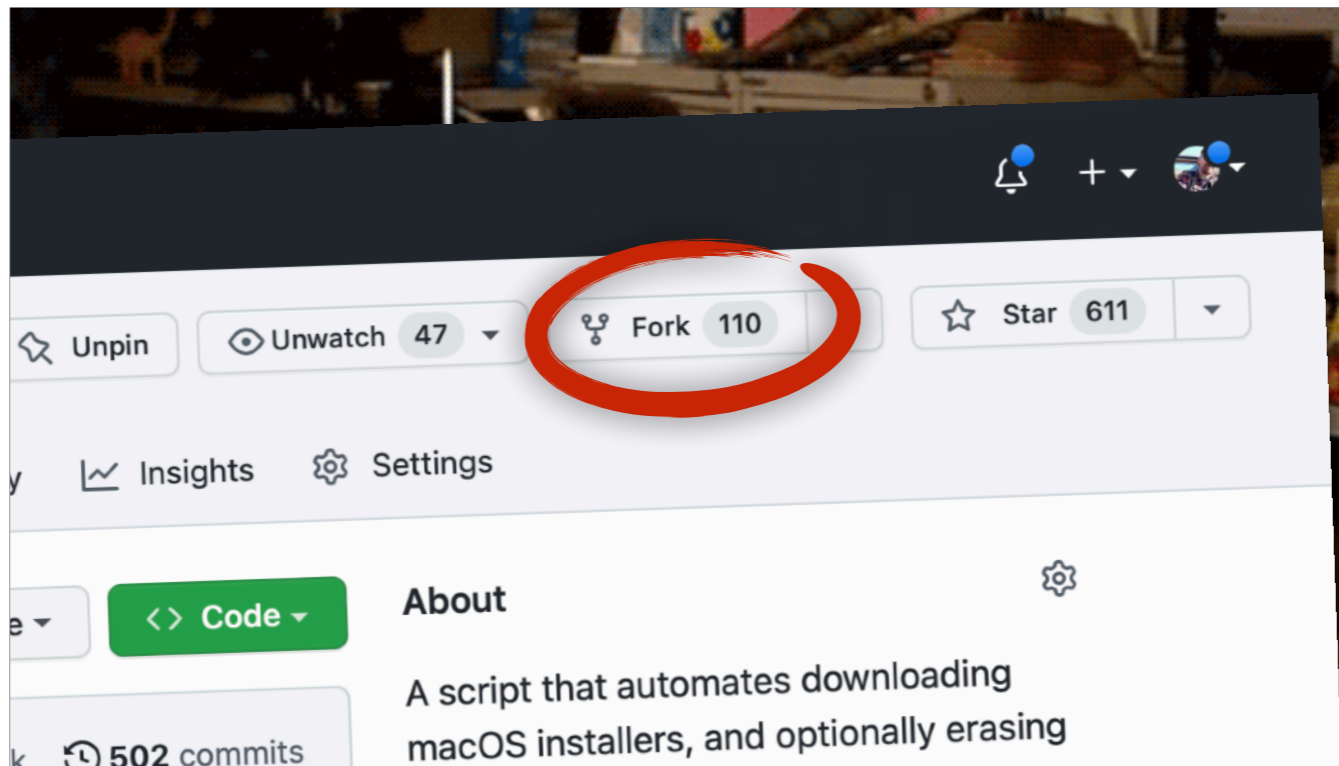 Unpin
Unwatch 47
Fork 110
Star 611
y
Insights
Settings
e
Code
About
A script that automates downloading
macOS installers, and optionally erasing
k
502 commits